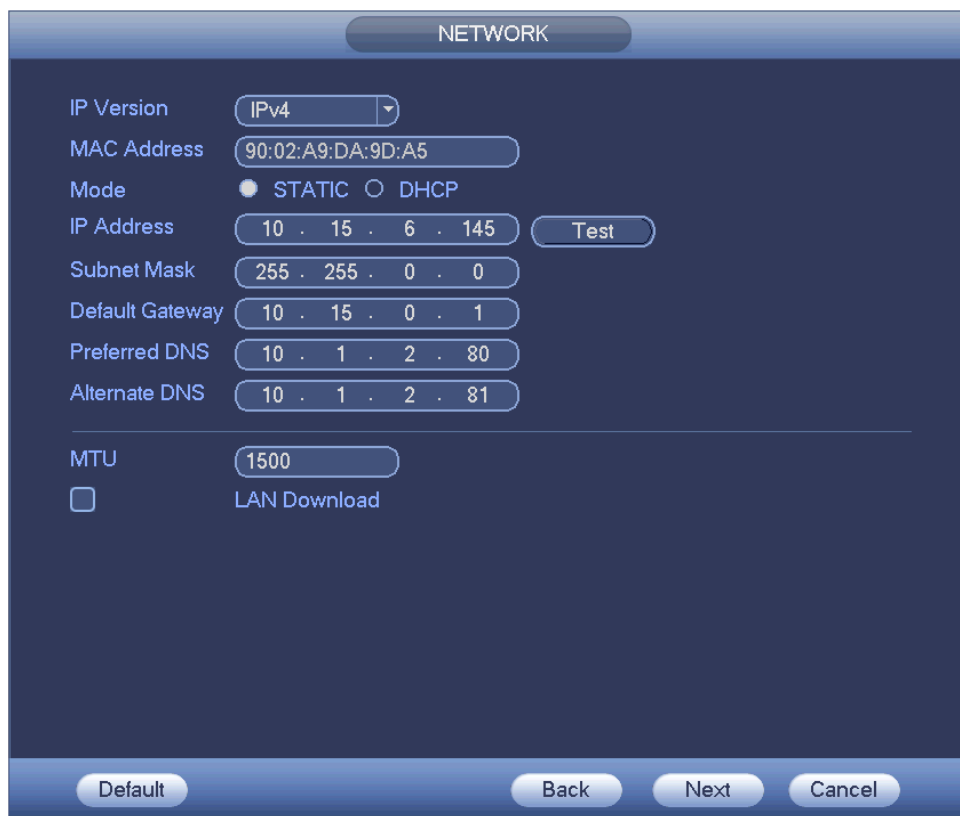 NETWORK
IP Version IPv4
MAC Address 90:02:A9:DA:9D:A5
Mode STATIC DHCP
IP Address 10 . 15 . 6 . 145 Test
Subnet Mask 255 . 255 . 0 . 0
Default Gateway 10 . 15 . 0 . 1
Preferred DNS 10 . 1 . 2 . 80
Alternate DNS 10 . 1 . 2 . 81
MTU 1500
LAN Download
Default Back Next Cancel